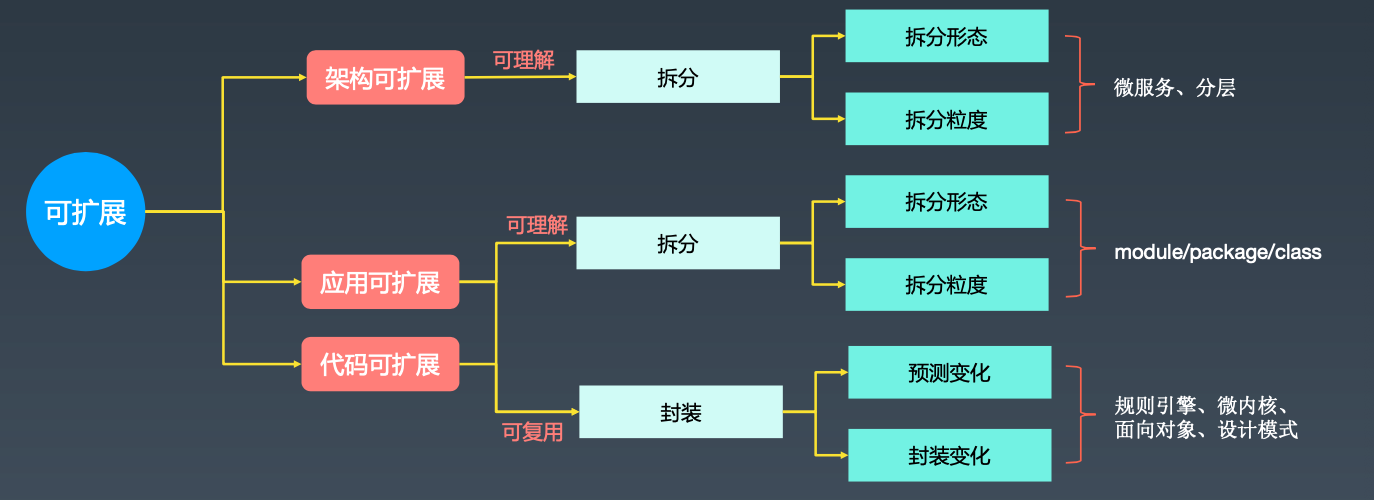 可扩展
架构可扩展
可理解
拆分
拆分形态
拆分粒度
微服务、分层
应用可扩展
代码可扩展
可理解
拆分
拆分形态
拆分粒度
module/package/class
可复用
封装
预测变化
封装变化
规则引擎、微内核、
面向对象、设计模式